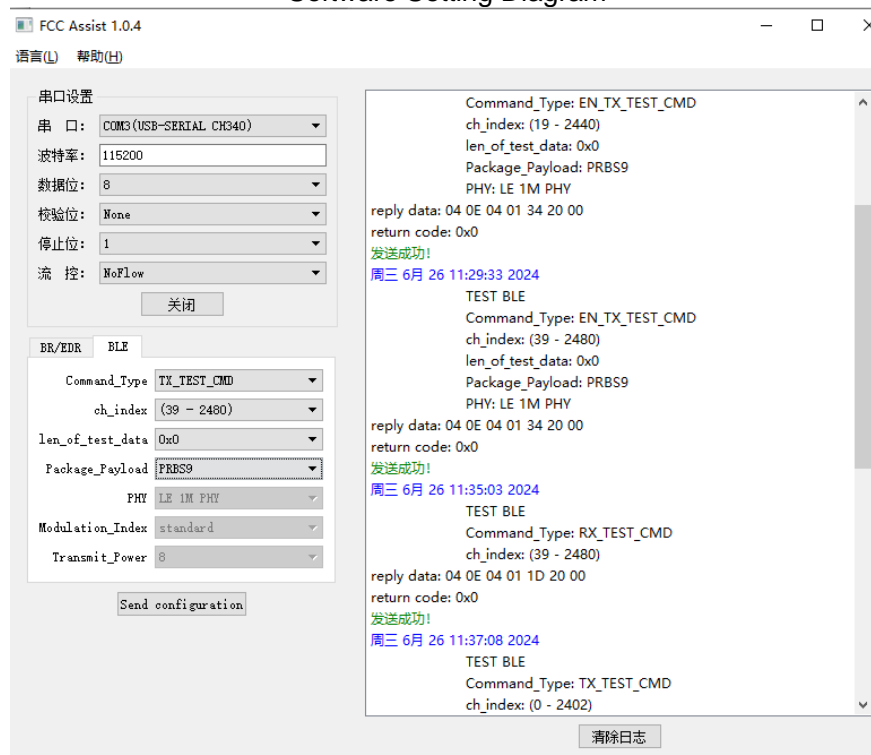 Software Setting Diagram
FCC Assist 1.0.4
语言(L) 帮助(H)
串口设置
串 口: COM3(USB-SERIAL CH340)
波特率: 115200
数据位: 8
校验位: None
停止位: 1
流 控: NoFlow
关闭
BR/EDR BLE
Command_Type TX_TEST_CMD
ch_index (39 - 2480)
len_of_test_data 0x0
Package_Payload PRBS9
PHY LE 1M PHY
Modulation_Index standard
Transmit_Power 8
Send configuration
Command_Type: EN_TX_TEST_CMD
ch_index: (19 - 2440)
len_of_test_data: 0x0
Package_Payload: PRBS9
PHY: LE 1M PHY
reply data: 04 0E 04 01 34 20 00
return code: 0x0
发送成功!
周三 6月 26 11:29:33 2024
TEST BLE
Command_Type: EN_TX_TEST_CMD
ch_index: (39 - 2480)
len_of_test_data: 0x0
Package_Payload: PRBS9
PHY: LE 1M PHY
reply data: 04 0E 04 01 34 20 00
return code: 0x0
发送成功!
周三 6月 26 11:35:03 2024
TEST BLE
Command_Type: RX_TEST_CMD
ch_index: (39 - 2480)
reply data: 04 0E 04 01 1D 20 00
return code: 0x0
发送成功!
周三 6月 26 11:37:08 2024
TEST BLE
Command_Type: TX_TEST_CMD
ch_index: (0 - 2402)
清除日志